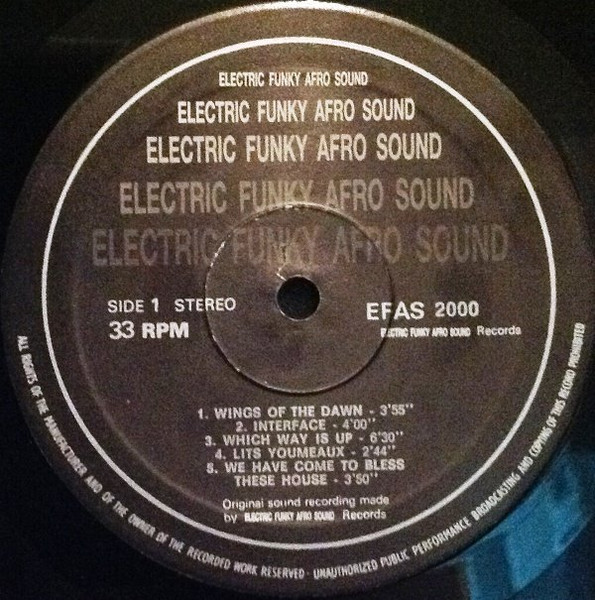 ELECTRIC FUNKY AFRO SOUND
ELECTRIC FUNKY AFRO SOUND
ELECTRIC FUNKY AFRO SOUND
ELECTRIC FUNKY AFRO SOUND
ELECTRIC FUNKY AFRO SOUND
SIDE 1 STEREO
33 RPM
EFAS 2000
ELECTRIC FUNKY AFRO SOUND Records
1. WINGS OF THE DAWN - 3'55"
2. INTERFACE - 4'00"
3. WHICH WAY IS UP - 6'30"
4. LITS YOUMEAUX - 2'44"
5. WE HAVE COME TO BLESS
THESE HOUSE - 3'50"
Original sound recording made
by ELECTRIC FUNKY AFRO SOUND Records
ALL RIGHTS OF THE MANUFACTURER AND OF THE OWNER OF THE RECORDED WORK RESERVED · UNAUTHORIZED PUBLIC PERFORMANCE BROADCASTING AND COPYING OF THIS RECORD PROHIBITED